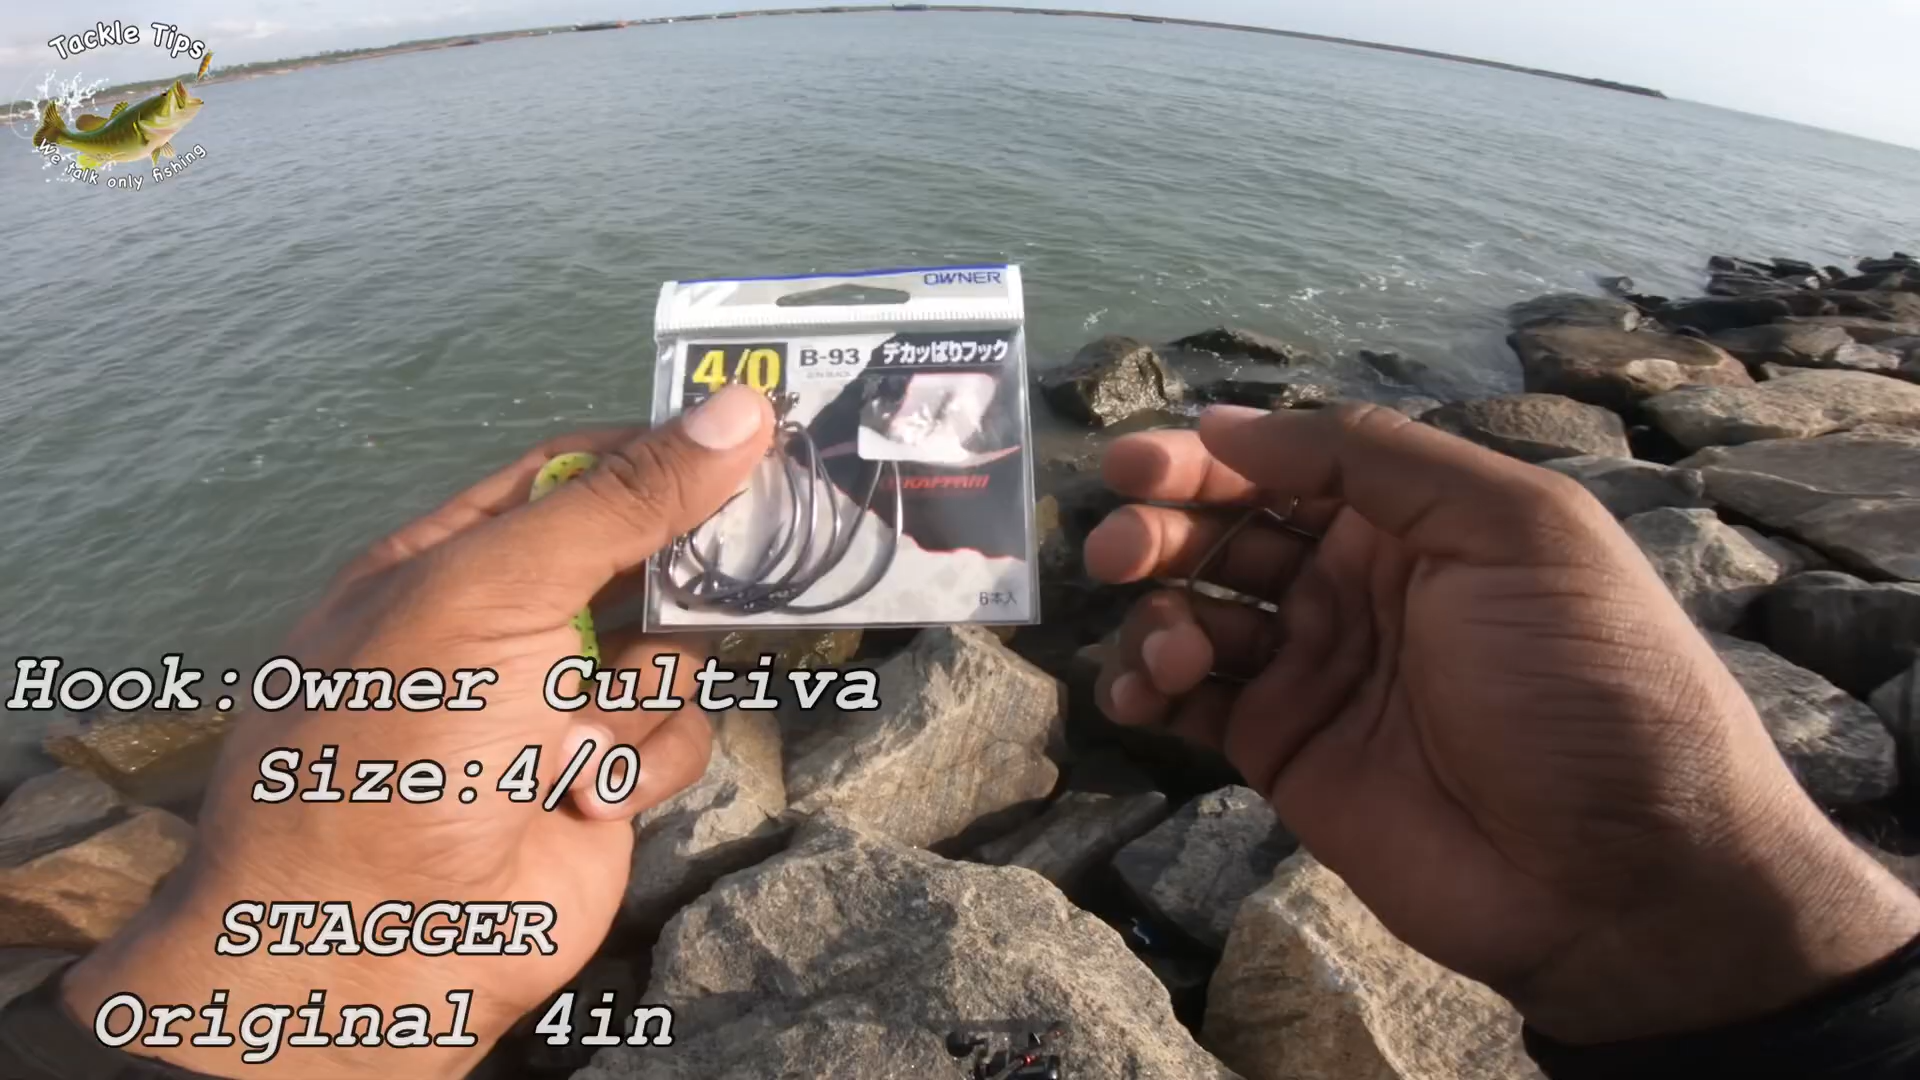 Tackle Tips
We talk only fishing
OWNER
4/0 B-93 デカッぱりフック
6本入
Hook:Owner Cultiva
Size:4/0
STAGGER
Original 4in